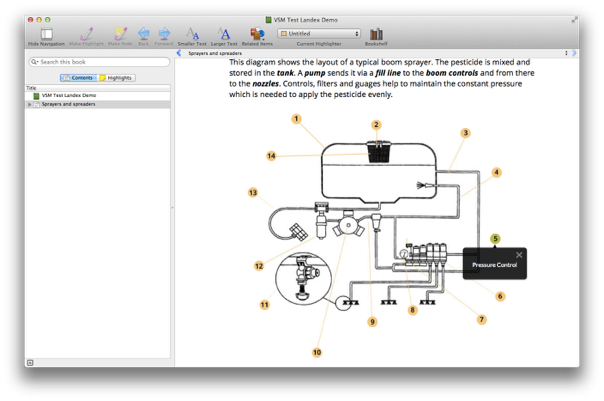 VSM Test Landex Demo
Hide Navigation
Make Highlight
Make Note
Back
Forward
Smaller Text
Larger Text
Related Items
Untitled
Current Highlighter
Bookshelf
Search this book
Contents
Highlights
Title
VSM Test Landex Demo
Sprayers and spreaders
Sprayers and spreaders
This diagram shows the layout of a typical boom sprayer. The pesticide is mixed and
stored in the tank. A pump sends it via a fill line to the boom controls and from there
to the nozzles. Controls, filters and guages help to maintain the constant pressure
which is needed to apply the pesticide evenly.
1
2
3
14
4
13
5
Pressure Control
12
6
11
8
7
9
10